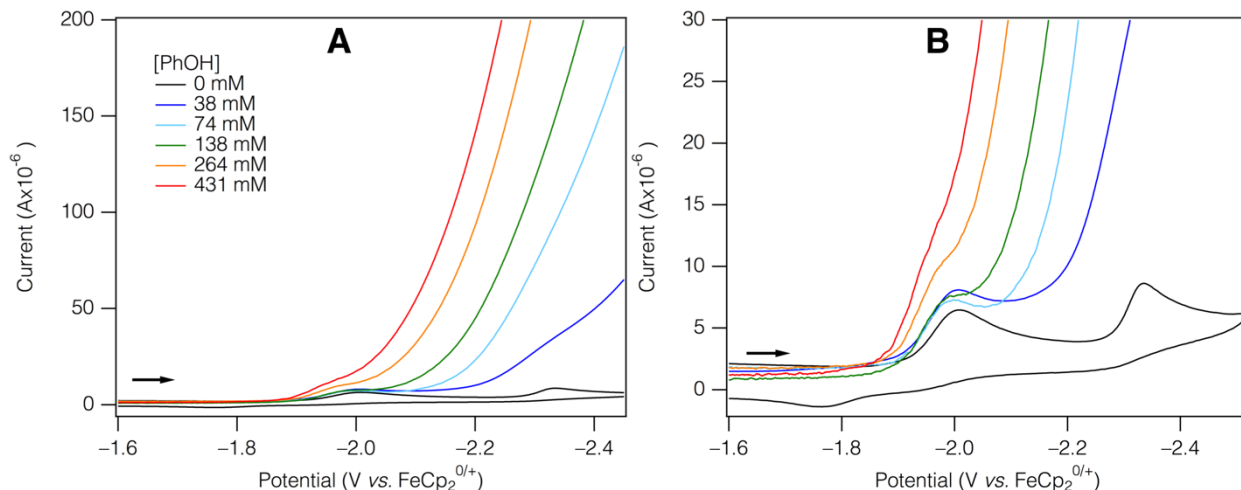 A
200
150
100
50
0
Current (Ax10⁻⁶)
[PhOH]
0 mM
38 mM
74 mM
138 mM
264 mM
431 mM
−1.6
−1.8
−2.0
−2.2
−2.4
Potential (V vs. FeCp₂⁰/⁺)
B
30
25
20
15
10
5
0
Current (Ax10⁻⁶)
−1.6
−1.8
−2.0
−2.2
−2.4
Potential (V vs. FeCp₂⁰/⁺)